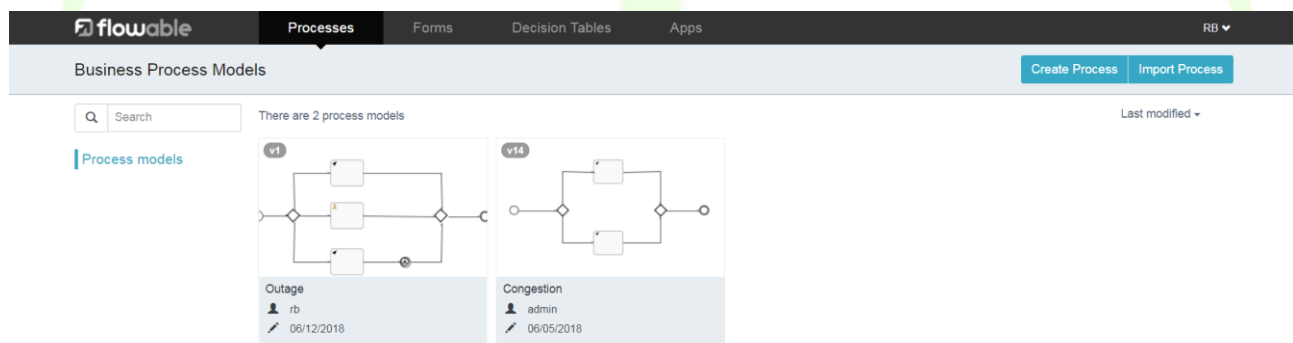 flowable Processes Forms Decision Tables Apps RB
Business Process Models Create Process Import Process
Search There are 2 process models Last modified
Process models
v1 v14
Outage Congestion
rb admin
06/12/2018 06/05/2018